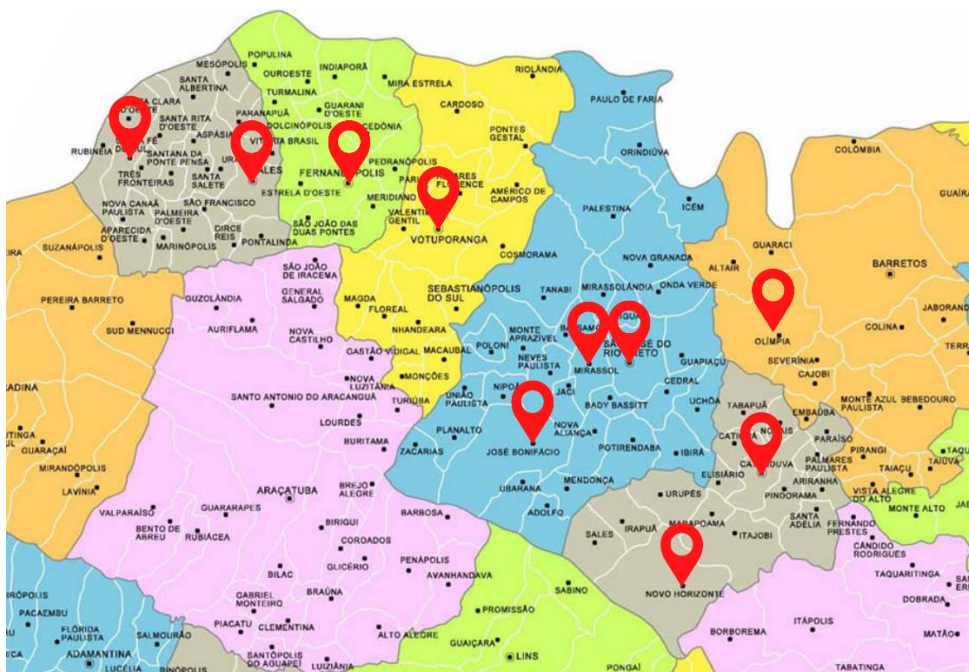 POPULINA
MESÓPOLIS
OUROESTE
INDIAPORÃ
RIOLÂNDIA
SANTA
ALBERTINA
MIRA ESTRELA
TURMALINA
PAULO DE FARIA
CARDOSO
GUARANI
D'OESTE
PARANAPUÃ
DOLCINÓPOLIS
SANTA RITA
D'OESTE
ASPÁSIA
PONTES
GESTAL
RUBINÉIA
SANTANA DA
PONTE PENSA
PEDRANÓPOLIS
ORINDIÚVA
COLÔMBIA
TRÊS
FRONTEIRAS
SANTA
SALETE
ESTRELA D'OESTE
AMÉRICO DE
CAMPOS
NOVA CANAÃ
PAULISTA
SÃO FRANCISCO
MERIDIANO
PALMEIRA
D'OESTE
VALENTIM
GENTIL
PALESTINA
ICÉM
APARECIDA
D'OESTE
DIRCE
REIS
SÃO JOÃO DAS
DUAS PONTES
VOTUPORANGA
SUZANÁPOLIS
MARINÓPOLIS
PONTALINDA
COSMORAMA
GUARACI
NOVA GRANADA
ALTAIR
BARRETOS
SÃO JOÃO
DE IRACEMA
PEREIRA BARRETO
GUZOLÂNDIA
GENERAL
SALGADO
SEBASTIANÓPOLIS
DO SUL
TANABI
MIRASSOLÂNDIA
ONDA VERDE
MAGDA
FLOREAL
SUD MENNUCCI
AURIFLAMA
NHANDEARA
COLINA
NOVA
CASTILHO
MONTE
APRAZÍVEL
OLÍMPIA
POLONI
GASTÃO VIDIGAL
MACAUBAL
NEVES
PAULISTA
MIRASSOL
GUAPIAÇU
SEVERÍNIA
CAJOBI
NOVA
LUZITÂNIA
MONÇÕES
UNIÃO
PAULISTA
JACI
CEDRAL
MONTE AZUL
PAULISTA
BEBEDOURO
SANTO ANTONIO DO ARACANGUÁ
TURIÚBA
BADY BASSITT
UCHÔA
TABAPUÃ
EMBAÚBA
LOURDES
NOVA
ALIANÇA
BURITAMA
PLANALTO
ZACARIAS
JOSÉ BONIFÁCIO
POTIRENDABA
IBIRÁ
PARAÍSO
PALMARES
PAULISTA
PIRANGI
TAIAÇU
TAIÚVA
GUARAÇAÍ
MIRANDÓPOLIS
LAVÍNIA
ARAÇATUBA
BREJO
ALEGRE
UBARANA
MENDONÇA
ELISIÁRIO
PINDORAMA
ARIRANHA
VISTA ALEGRE
DO ALTO
URUPÊS
VALPARAÍSO
GUARARAPES
BARBOSA
ADOLFO
SANTA
ADÉLIA
MONTE ALTO
BENTO DE
ABREU
RUBIÁCEA
BIRIGUI
SALES
IRAPUÃ
MARAPOAMA
ITAJOBI
FERNANDO
PRESTES
CÂNDIDO
RODRIGUES
COROADOS
GLICÉRIO
PENÁPOLIS
BILAC
AVANHANDAVA
SABINO
NOVO HORIZONTE
TAQUARITINGA
DOBRADA
BRAÚNA
GABRIEL
MONTEIRO
PIACATU
CLEMENTINA
PROMISSÃO
ALTO ALEGRE
GUAIÇARA
PACAEMBU
FLÓRIDA
PAULISTA
SALMOURÃO
SANTÓPOLIS
DO AGUAPEÍ
LUIZIÂNIA
LINS
BORBOREMA
ITÁPOLIS
MATÃO
ADAMANTINA
LUCÉLIA
PONGAÍ
TABATINGA